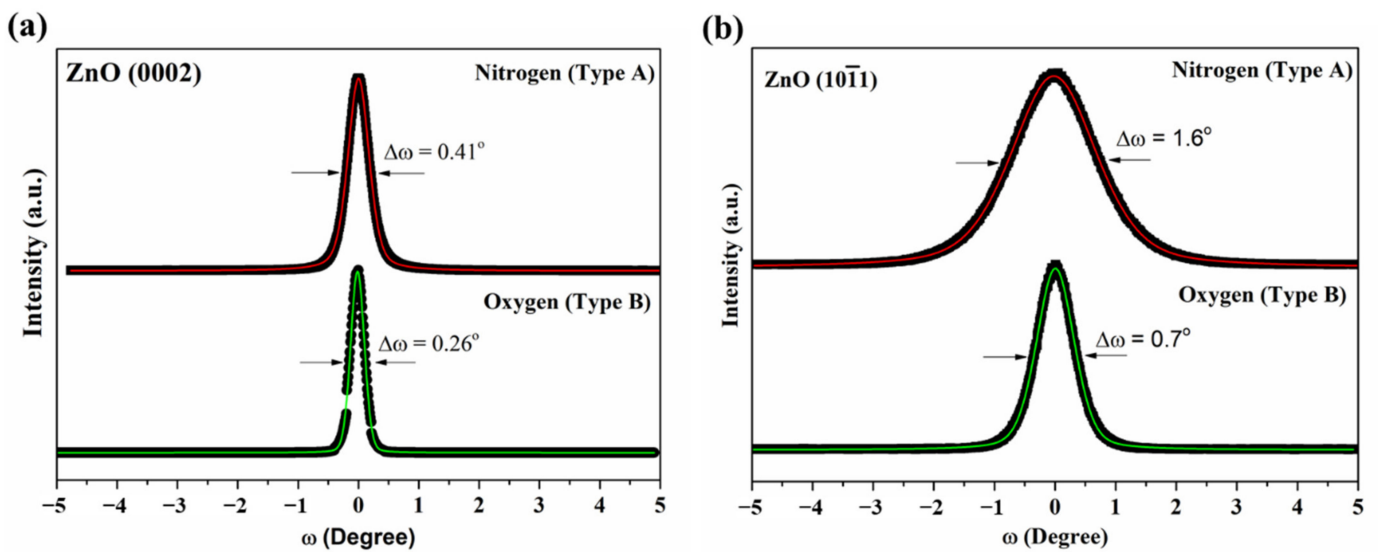 (a)
ZnO (0002)
Nitrogen (Type A)
Δω = 0.41°
Oxygen (Type B)
Δω = 0.26°
Intensity (a.u.)
−5 −4 −3 −2 −1 0 1 2 3 4 5
ω (Degree)
(b)
ZnO (101̅1)
Nitrogen (Type A)
Δω = 1.6°
Oxygen (Type B)
Δω = 0.7°
Intensity (a.u.)
−5 −4 −3 −2 −1 0 1 2 3 4 5
ω (Degree)